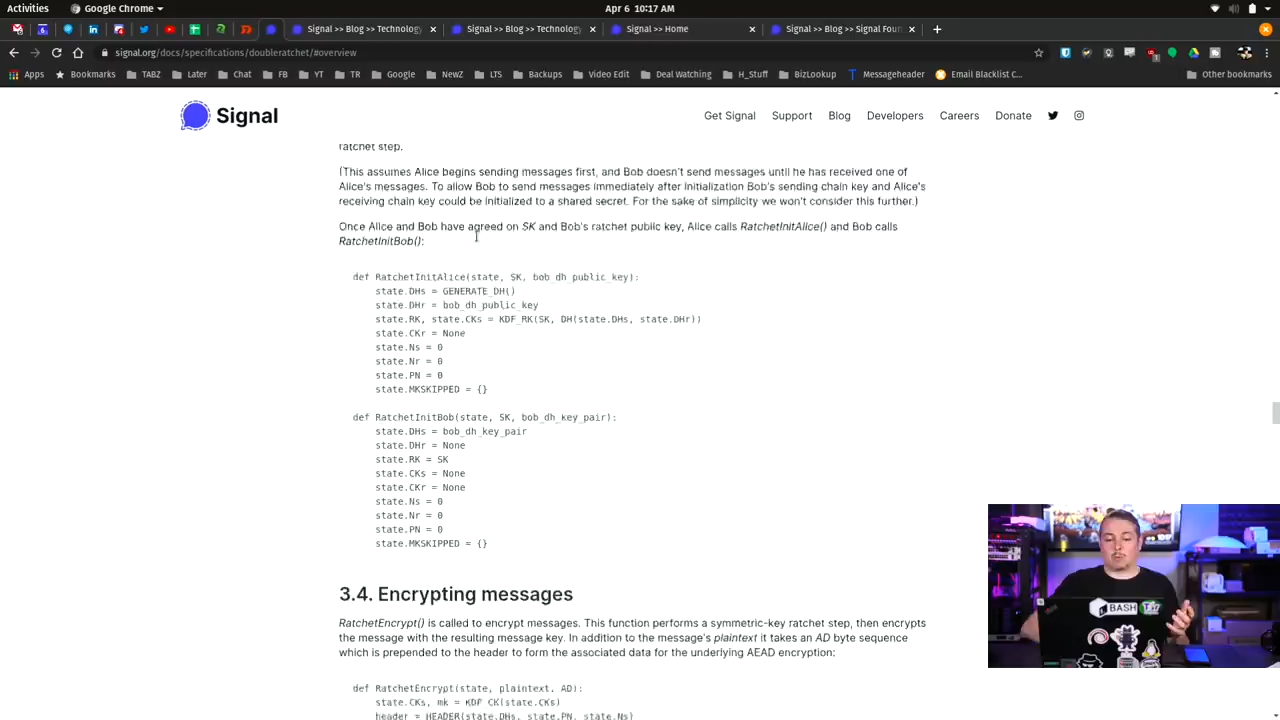 Activities
Google Chrome
Apr 6 10:17 AM
Signal >> Blog >> Technology
Signal >> Blog >> Technolog
Signal >> Home
Signal >> Blog >> Signal Foun
signal.org/docs/specifications/doubleratchet/#overview
Apps Bookmarks TABZ Later Chat FB YT TR Google NewZ LTS Backups Video Edit Deal Watching H_Stuff BizLookup Messageheader Email Blacklist C... Other bookmarks
Signal
Get Signal Support Blog Developers Careers Donate
ratchet step.
(This assumes Alice begins sending messages first, and Bob doesn't send messages until he has received one of
Alice's messages. To allow Bob to send messages immediately after initialization Bob's sending chain key and Alice's
receiving chain key could be initialized to a shared secret. For the sake of simplicity we won't consider this further.)
Once Alice and Bob have agreed on SK and Bob's ratchet public key, Alice calls RatchetInitAlice() and Bob calls
RatchetInitBob():
def RatchetInitAlice(state, SK, bob_dh_public_key):
state.DHs = GENERATE_DH()
state.DHr = bob_dh_public_key
state.RK, state.CKs = KDF_RK(SK, DH(state.DHs, state.DHr))
state.CKr = None
state.Ns = 0
state.Nr = 0
state.PN = 0
state.MKSKIPPED = {}
def RatchetInitBob(state, SK, bob_dh_key_pair):
state.DHs = bob_dh_key_pair
state.DHr = None
state.RK = SK
state.CKs = None
state.CKr = None
state.Ns = 0
state.Nr = 0
state.PN = 0
state.MKSKIPPED = {}
3.4. Encrypting messages
RatchetEncrypt() is called to encrypt messages. This function performs a symmetric-key ratchet step, then encrypts
the message with the resulting message key. In addition to the message's plaintext it takes an AD byte sequence
which is prepended to the header to form the associated data for the underlying AEAD encryption:
def RatchetEncrypt(state, plaintext, AD):
state.CKs, mk = KDF_CK(state.CKs)
header = HEADER(state.DHs, state.PN, state.Ns)
BASH